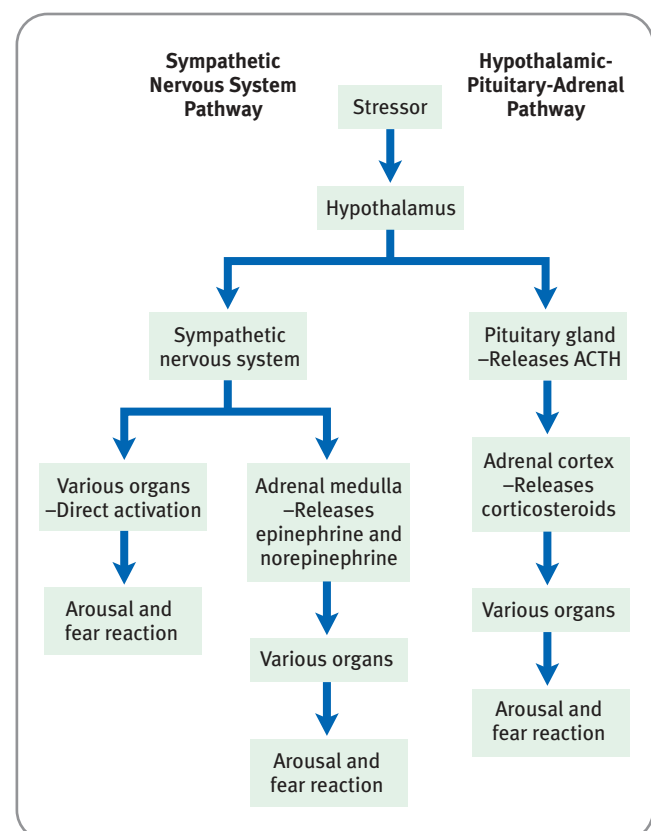 Sympathetic
Nervous System
Pathway
Hypothalamic-
Pituitary-Adrenal
Pathway
Stressor
Hypothalamus
Sympathetic
nervous system
Pituitary gland
–Releases ACTH
Various organs
–Direct activation
Adrenal medulla
–Releases
epinephrine and
norepinephrine
Adrenal cortex
–Releases
corticosteroids
Arousal and
fear reaction
Various organs
Various organs
Arousal and
fear reaction
Arousal and
fear reaction